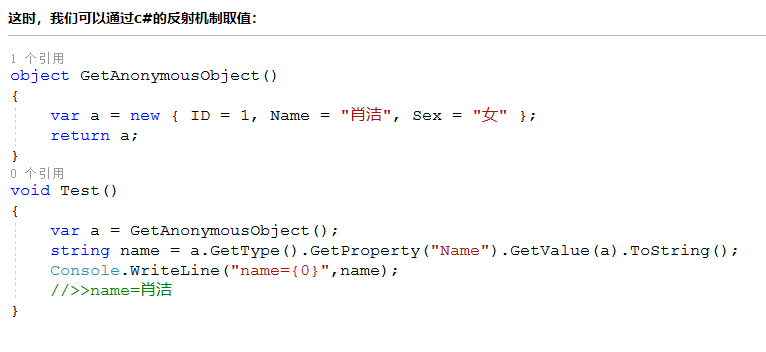 这时，我们可以通过C#的反射机制取值：
1 个引用
object GetAnonymousObject()
{
    var a = new { ID = 1, Name = "肖洁", Sex = "女" };
    return a;
}
0 个引用
void Test()
{
    var a = GetAnonymousObject();
    string name = a.GetType().GetProperty("Name").GetValue(a).ToString();
    Console.WriteLine("name={0}",name);
    //>>name=肖洁
}